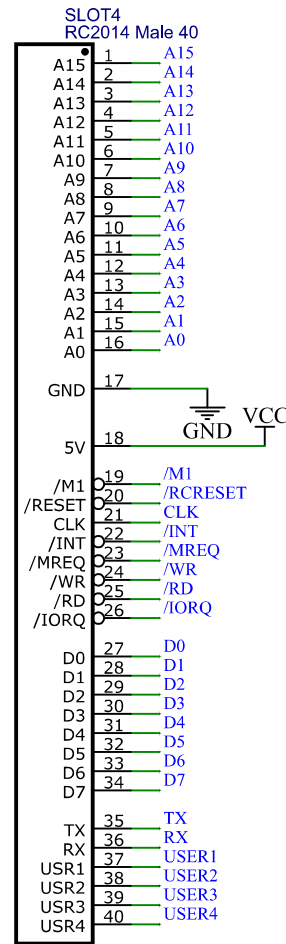 SLOT4
RC2014 Male 40
A15 1 A15
A14 2 A14
A13 3 A13
A12 4 A12
A11 5 A11
A10 6 A10
A9 7 A9
A8 8 A8
A7 9 A7
A6 10 A6
A5 11 A5
A4 12 A4
A3 13 A3
A2 14 A2
A1 15 A1
A0 16 A0
GND 17
GND
VCC
5V 18
/M1 19 /M1
/RESET 20 /RCRESET
CLK 21 CLK
/INT 22 /INT
/MREQ 23 /MREQ
/WR 24 /WR
/RD 25 /RD
/IORQ 26 /IORQ
D0 27 D0
D1 28 D1
D2 29 D2
D3 30 D3
D4 31 D4
D5 32 D5
D6 33 D6
D7 34 D7
TX 35 TX
RX 36 RX
USR1 37 USER1
USR2 38 USER2
USR3 39 USER3
USR4 40 USER4